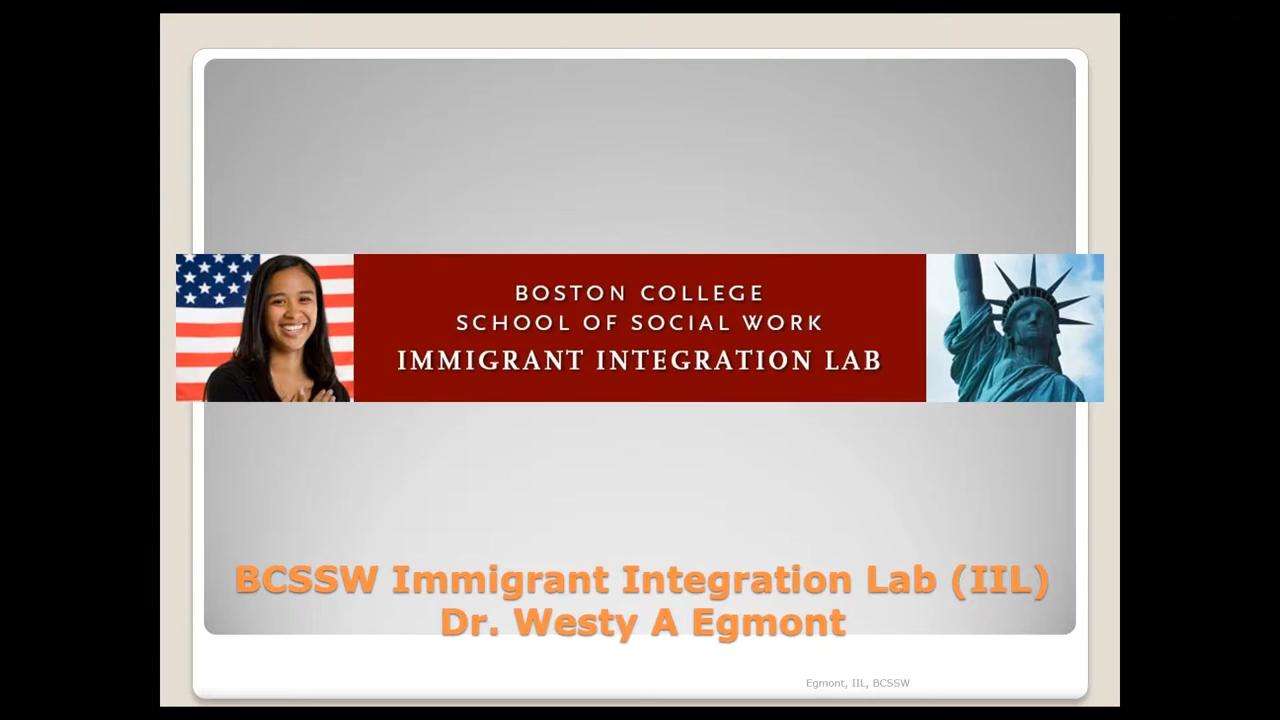 BOSTON COLLEGE
SCHOOL OF SOCIAL WORK
IMMIGRANT INTEGRATION LAB
BCSSW Immigrant Integration Lab (IIL)
Dr. Westy A Egmont
Egmont, IIL, BCSSW